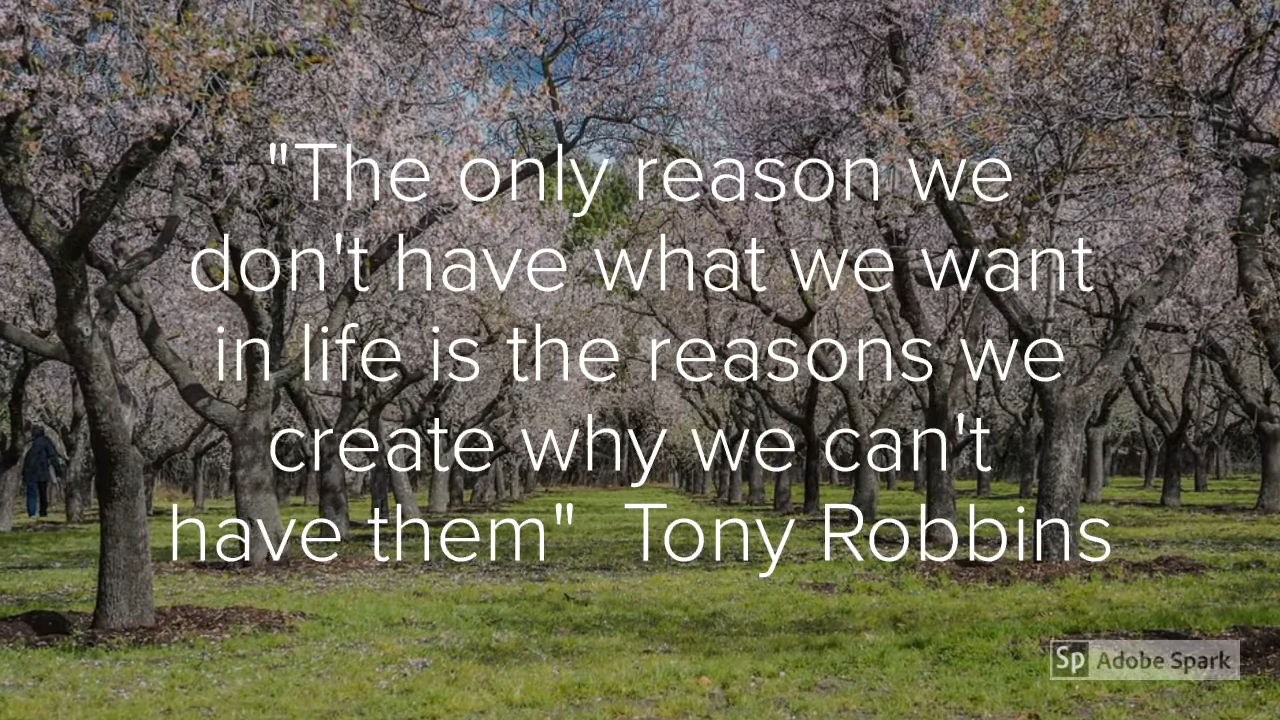 "The only reason we
don't have what we want
in life is the reasons we
create why we can't
have them" Tony Robbins
Sp Adobe Spark